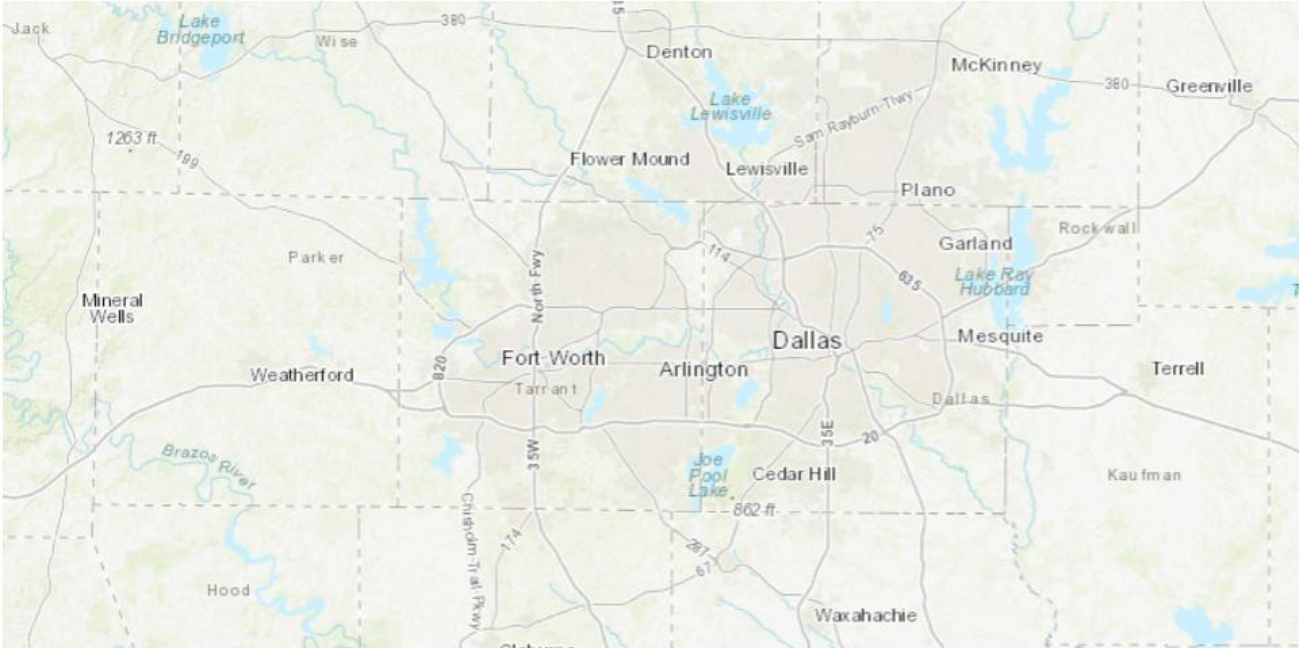 Jack
Lake
Bridgeport
Wise
380
Denton
McKinney
380
Greenville
Lake
Lewisville
Sam Rayburn-Tlwy
1263 ft
199
Flower Mound
Lewisville
Plano
Rockwall
75
Garland
114
Parker
North Fwy
635
Lake Ray
Hubbard
Mineral
Wells
Dallas
Mesquite
Fort Worth
820
Arlington
Weatherford
Tarrant
Terrell
Dallas
35E
20
35W
Brazos River
Joe
Pool
Lake
Cedar Hill
Kaufman
862 ft
Chisholm-Trail-Pkwy
174
287
67
Hood
Waxahachie